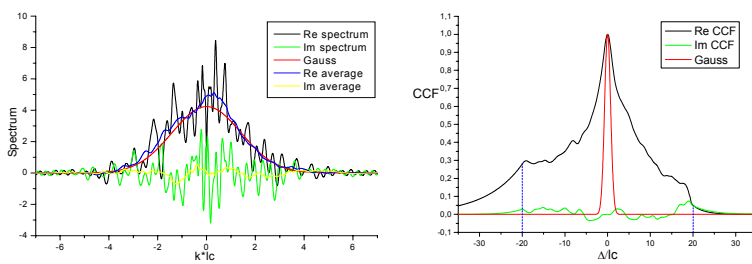 10
8
6
4
2
0
-2
-4
Spectrum
-6 -4 -2 0 2 4 6
k*lc
Re spectrum
Im spectrum
Gauss
Re average
Im average
1,0
0,9
0,8
0,7
0,6
0,5
0,4
0,3
0,2
0,1
0,0
-0,1
CCF
-30 -20 -10 0 10 20 30
Δ/lc
Re CCF
Im CCF
Gauss